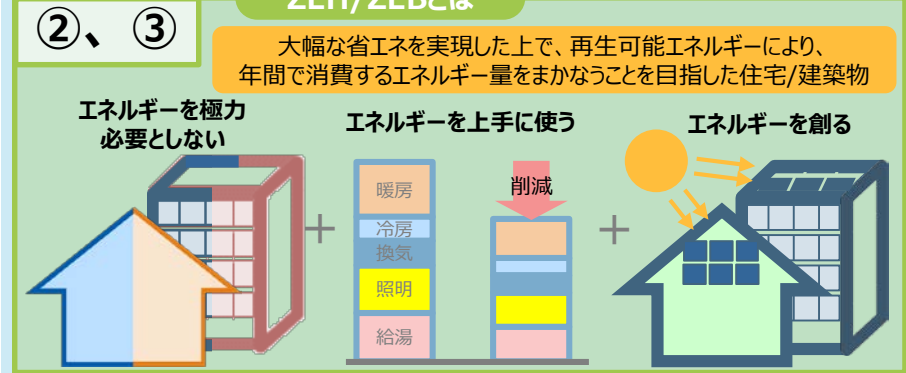 ZEH/ZEBとは
②、③
大幅な省エネを実現した上で、再生可能エネルギーにより、
年間で消費するエネルギー量をまかなうことを目指した住宅/建築物
エネルギーを極力
必要としない
エネルギーを上手に使う
エネルギーを創る
暖房
冷房
換気
照明
給湯
削減
+
+